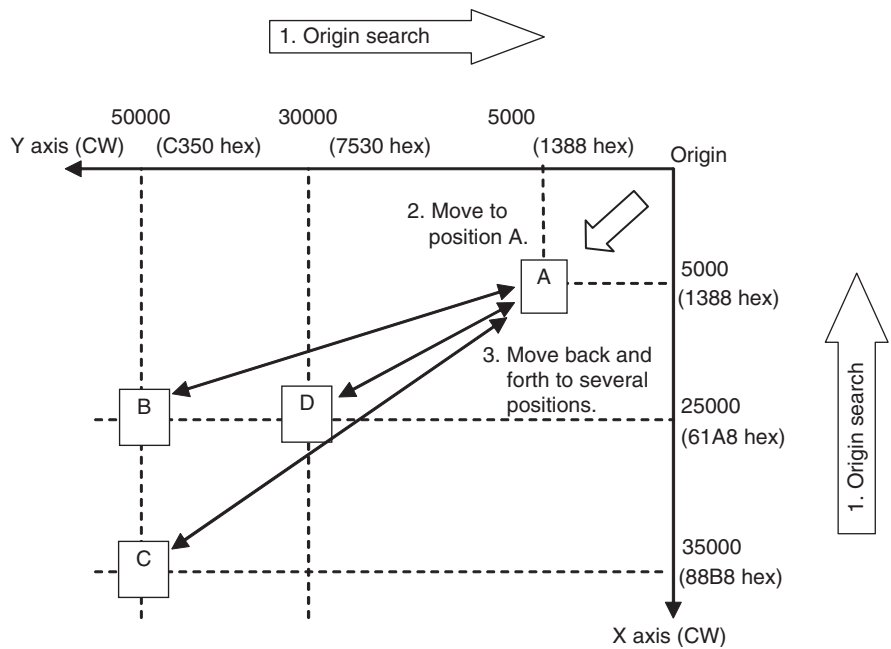 1. Origin search
50000
30000
5000
Y axis (CW)
(C350 hex)
(7530 hex)
(1388 hex)
Origin
2. Move to
position A.
A
5000
(1388 hex)
3. Move back and
forth to several
positions.
B
D
25000
(61A8 hex)
1. Origin search
C
35000
(88B8 hex)
X axis (CW)